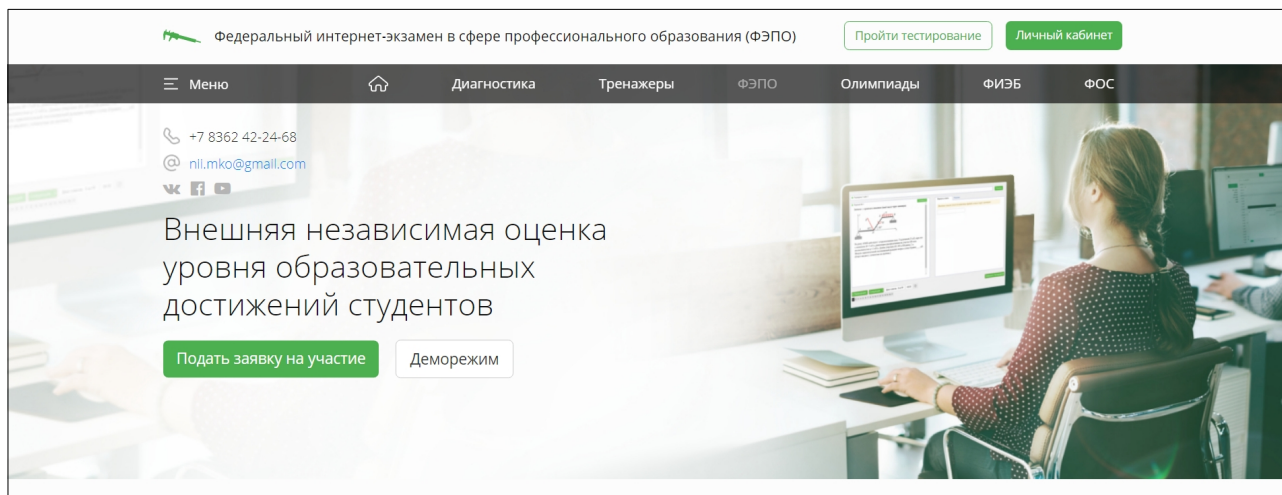 Федеральный интернет-экзамен в сфере профессионального образования (ФЭПО)
Пройти тестирование
Личный кабинет
Меню
Диагностика
Тренажеры
ФЭПО
Олимпиады
ФИЭБ
ФОС
+7 8362 42-24-68
nii.mko@gmail.com
Внешняя независимая оценка
уровня образовательных
достижений студентов
Подать заявку на участие
Деморежим